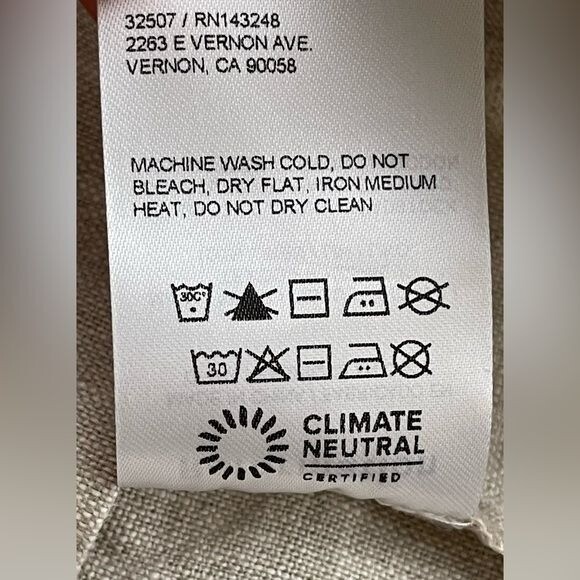 32507 / RN143248
2263 E VERNON AVE.
VERNON, CA 90058
MACHINE WASH COLD, DO NOT
BLEACH, DRY FLAT, IRON MEDIUM
HEAT, DO NOT DRY CLEAN
30C°
30
CLIMATE
NEUTRAL
CERTIFIED